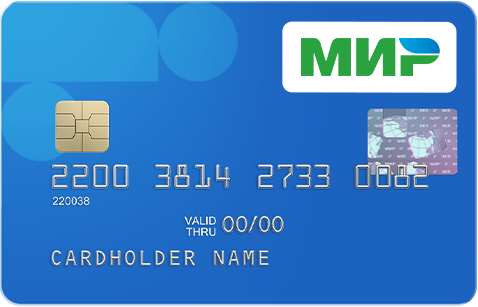 МИР
2200 3814 2733 0082
220038
VALID THRU 00/00
CARDHOLDER NAME